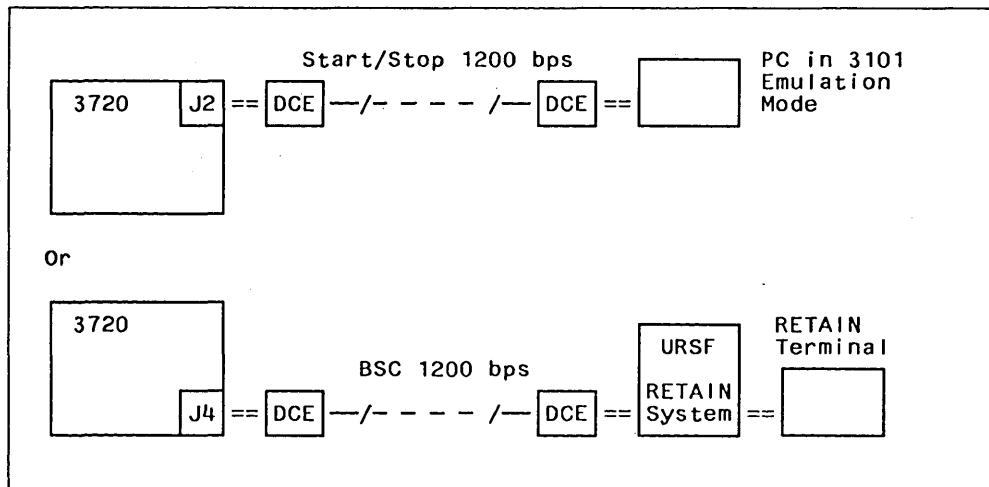 Start/Stop 1200 bps
PC in 3101
Emulation
Mode
3720 J2 == DCE —/- - - - /— DCE ==
Or
3720
BSC 1200 bps
URSF
RETAIN
System
RETAIN
Terminal
J4 == DCE —/- - - - /— DCE == ==